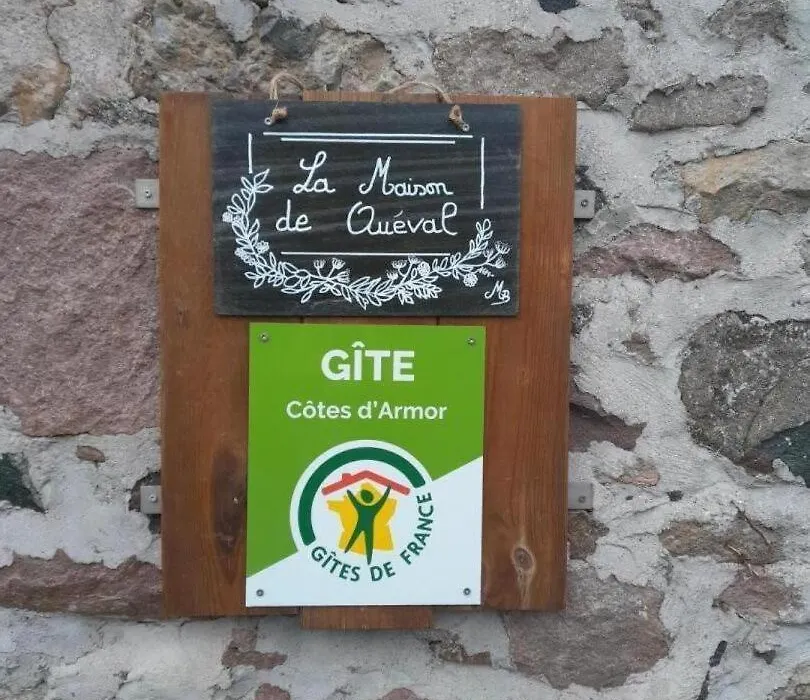 La Maison
de Quéval
MB
GÎTE
Côtes d'Armor
GÎTES DE FRANCE